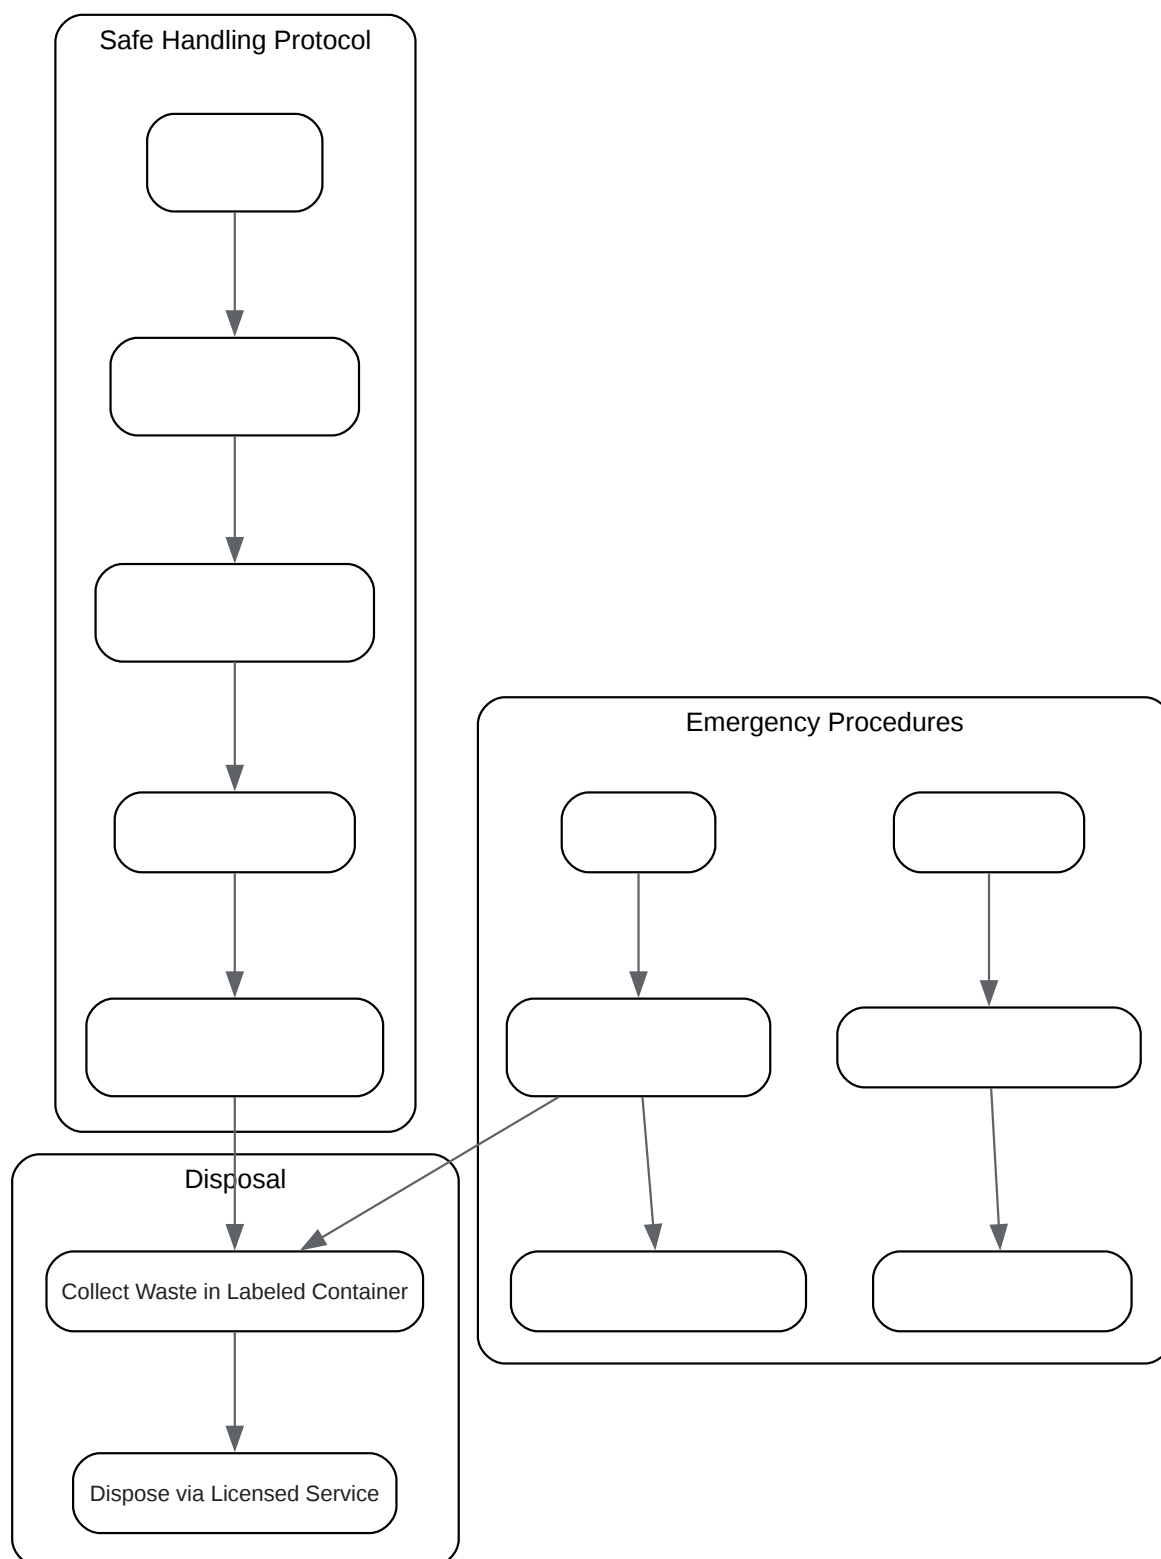 Safe Handling Protocol
Emergency Procedures
Disposal
Collect Waste in Labeled Container
Dispose via Licensed Service